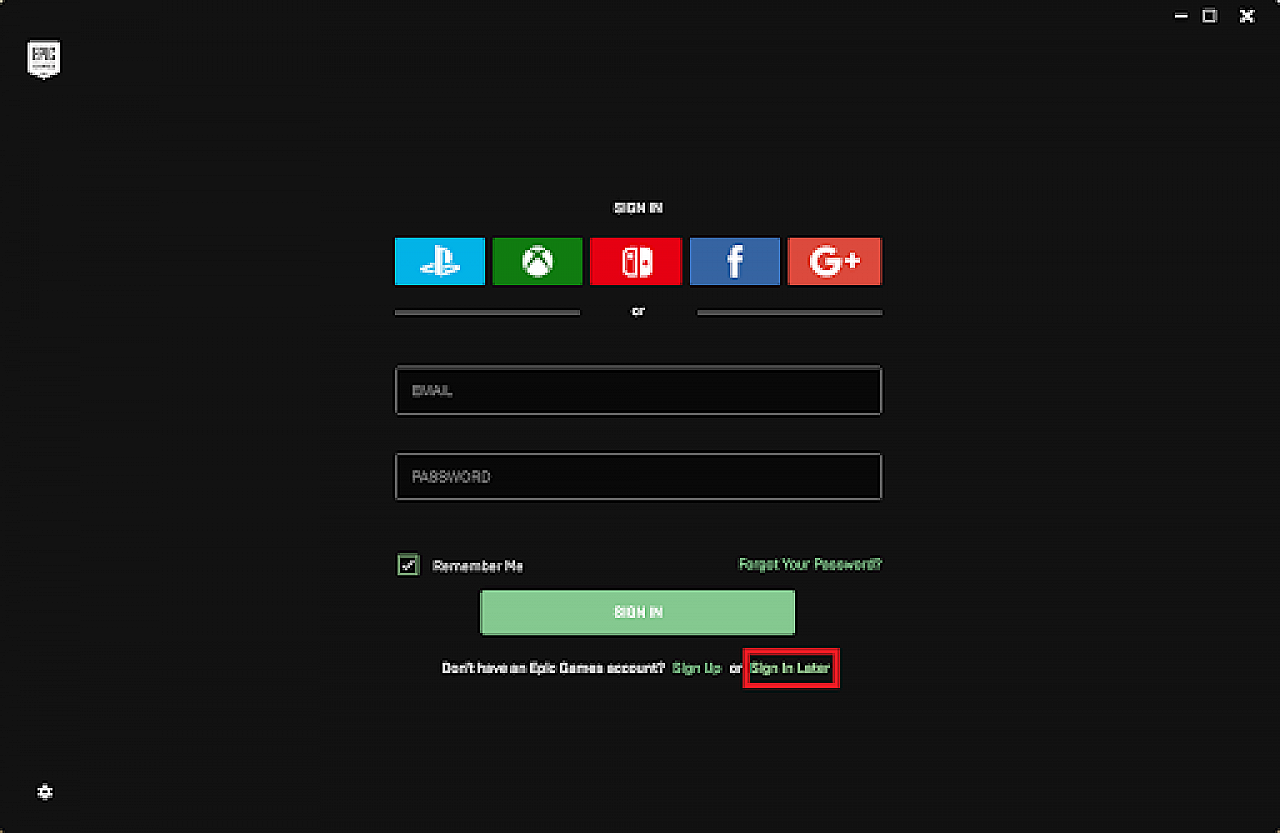 EPIC
SIGN IN
G+
or
EMAIL
PASSWORD
Remember Me Forgot Your Password?
SIGN IN
Don't have an Epic Games account? Sign Up or Sign In Later